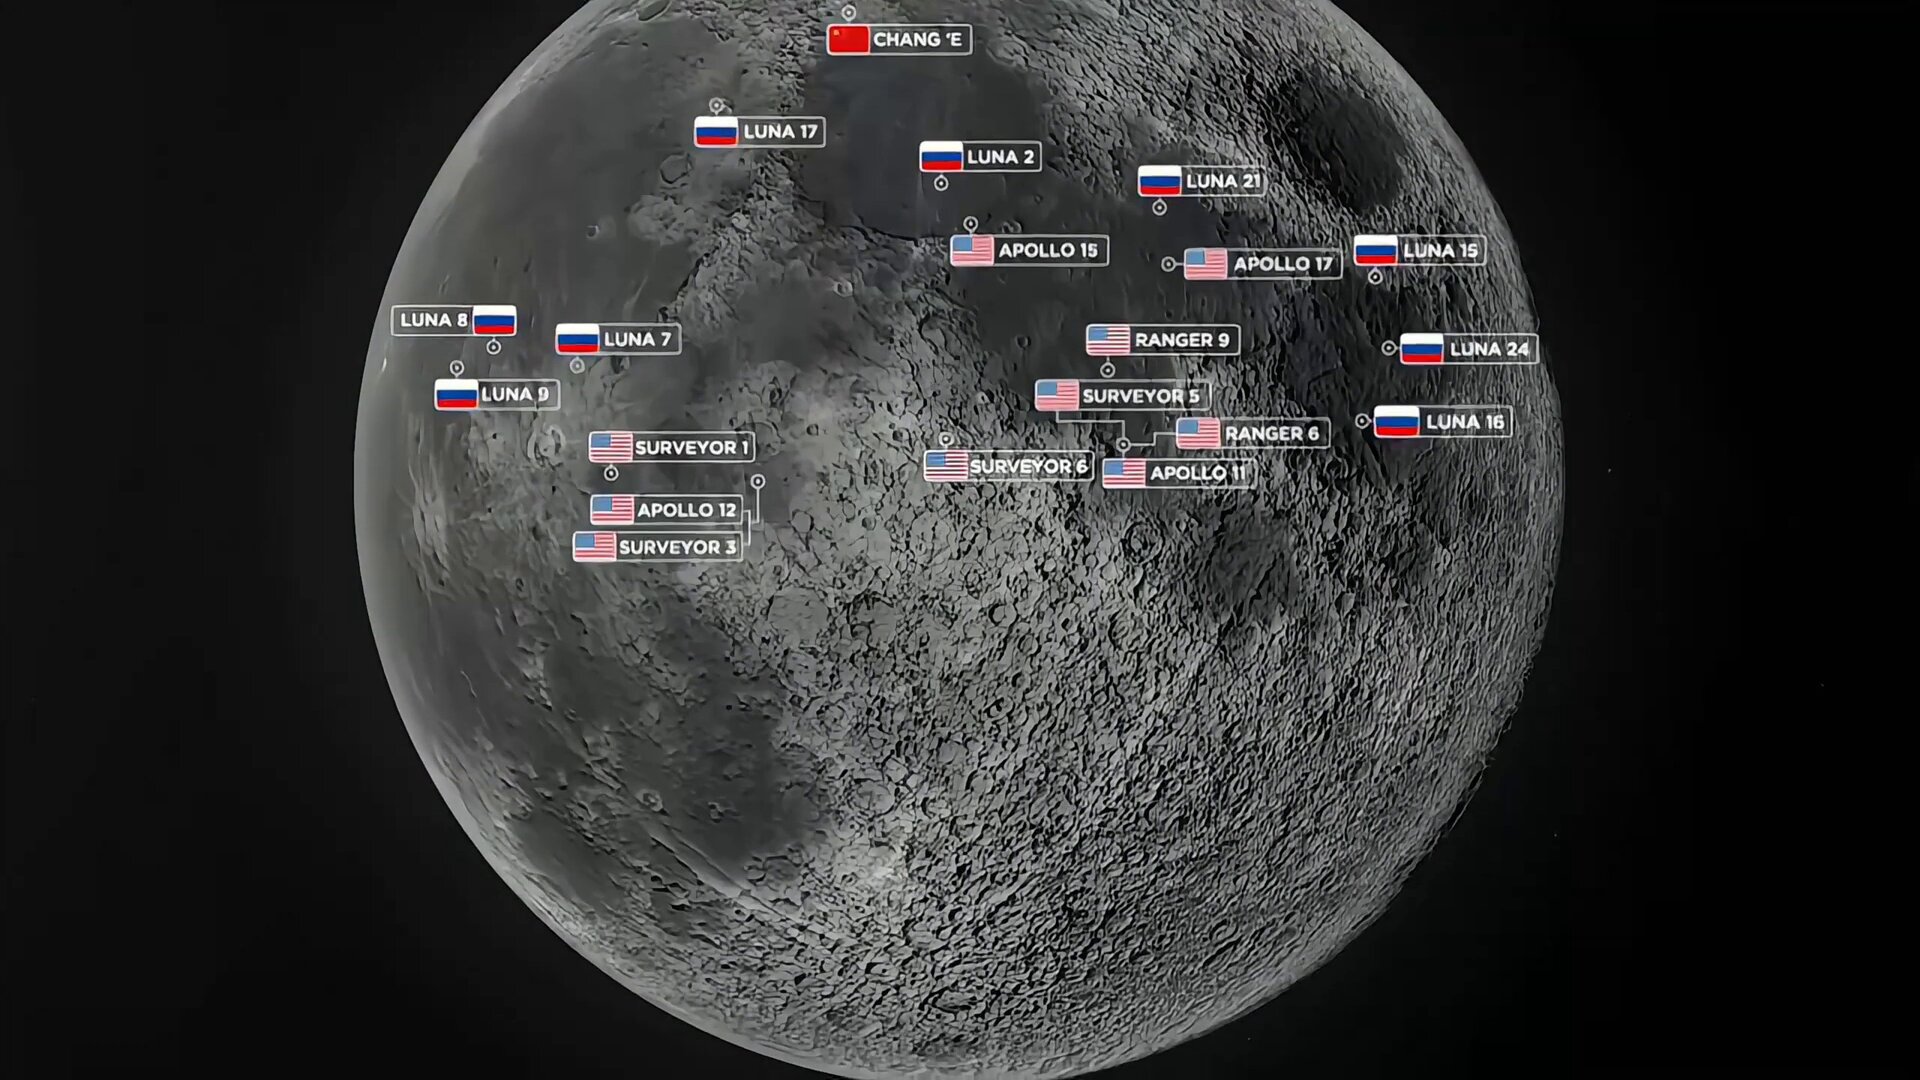 CHANG 'E
LUNA 17
LUNA 2
LUNA 21
APOLLO 15
LUNA 15
APOLLO 17
LUNA 8
LUNA 7
RANGER 9
LUNA 24
LUNA 9
SURVEYOR 5
LUNA 16
RANGER 6
SURVEYOR 1
SURVEYOR 6
APOLLO 11
APOLLO 12
SURVEYOR 3